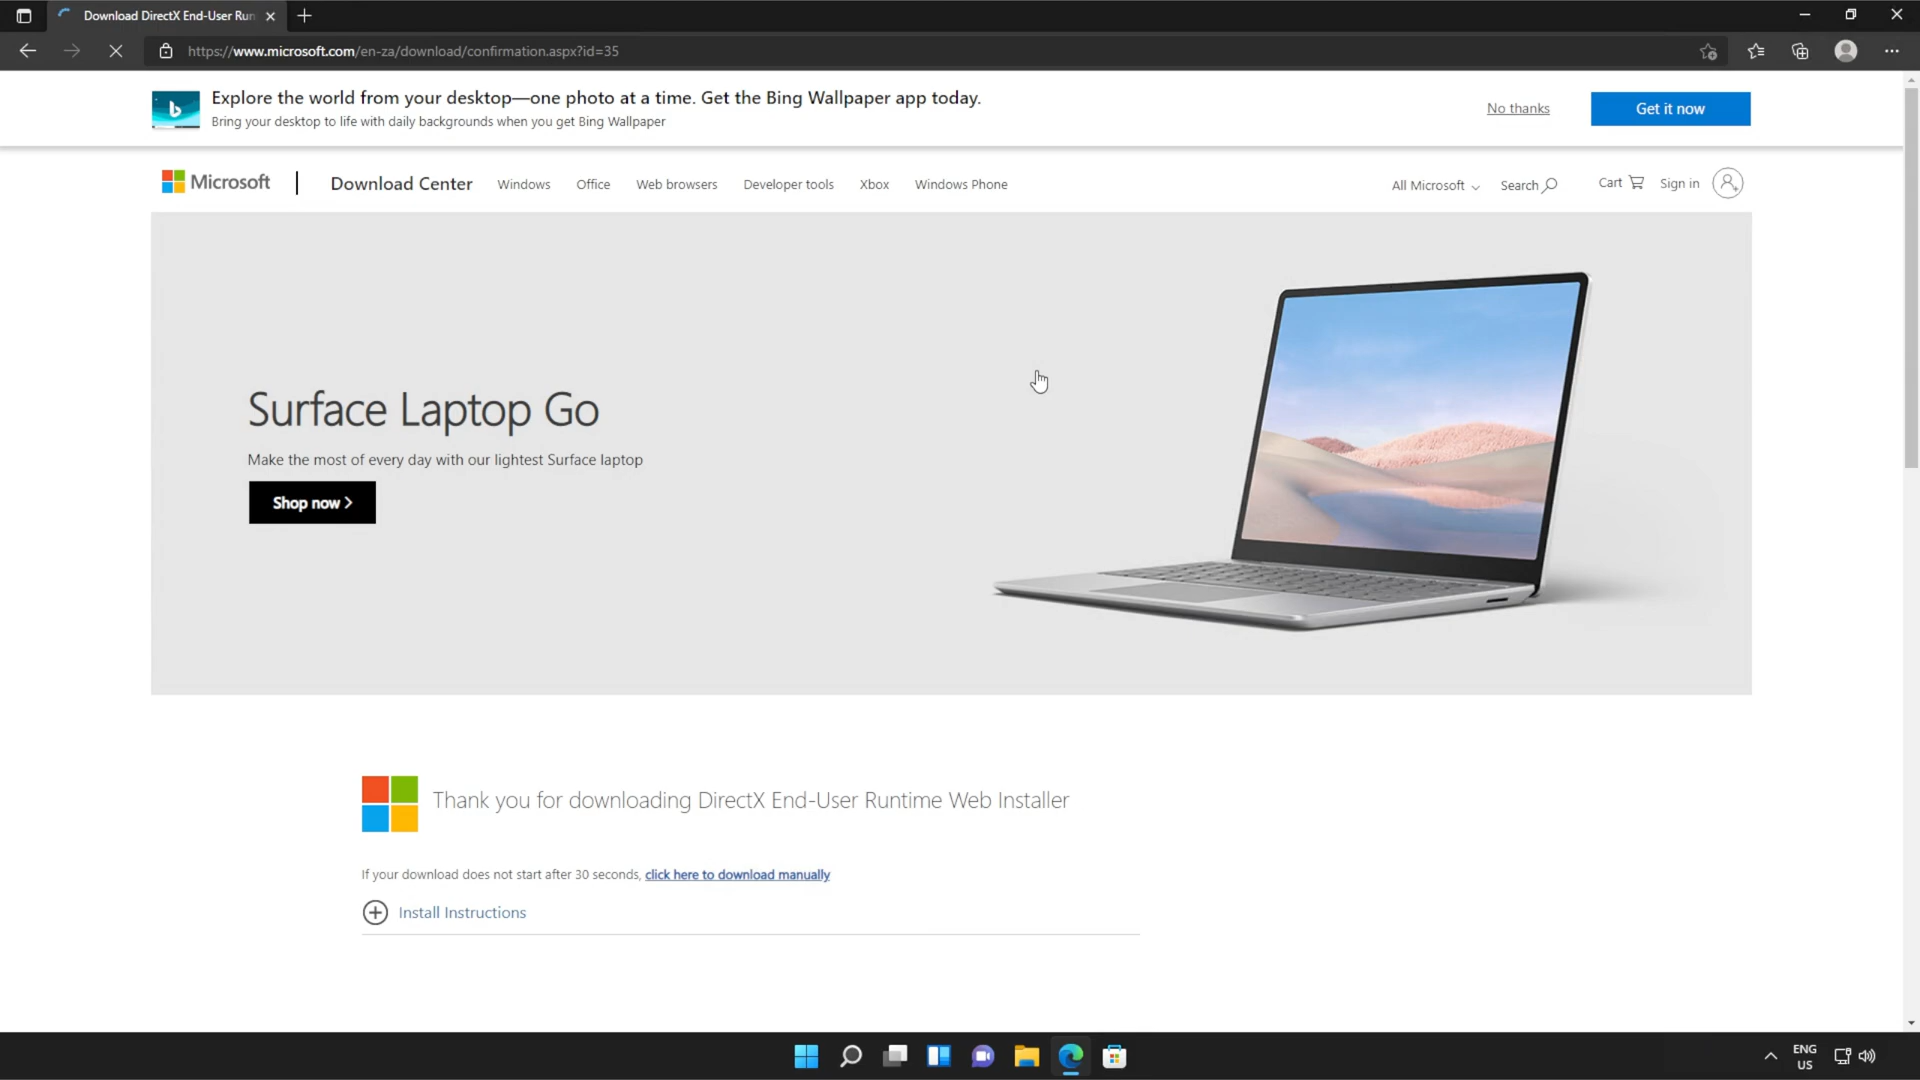 Download DirectX End-User Run
https://www.microsoft.com/en-za/download/confirmation.aspx?id=35
Explore the world from your desktop—one photo at a time. Get the Bing Wallpaper app today.
Bring your desktop to life with daily backgrounds when you get Bing Wallpaper
No thanks
Get it now
Microsoft
Download Center
Windows
Office
Web browsers
Developer tools
Xbox
Windows Phone
All Microsoft
Search
Cart
Sign in
Surface Laptop Go
Make the most of every day with our lightest Surface laptop
Shop now
Thank you for downloading DirectX End-User Runtime Web Installer
If your download does not start after 30 seconds, click here to download manually
Install Instructions
ENG
US